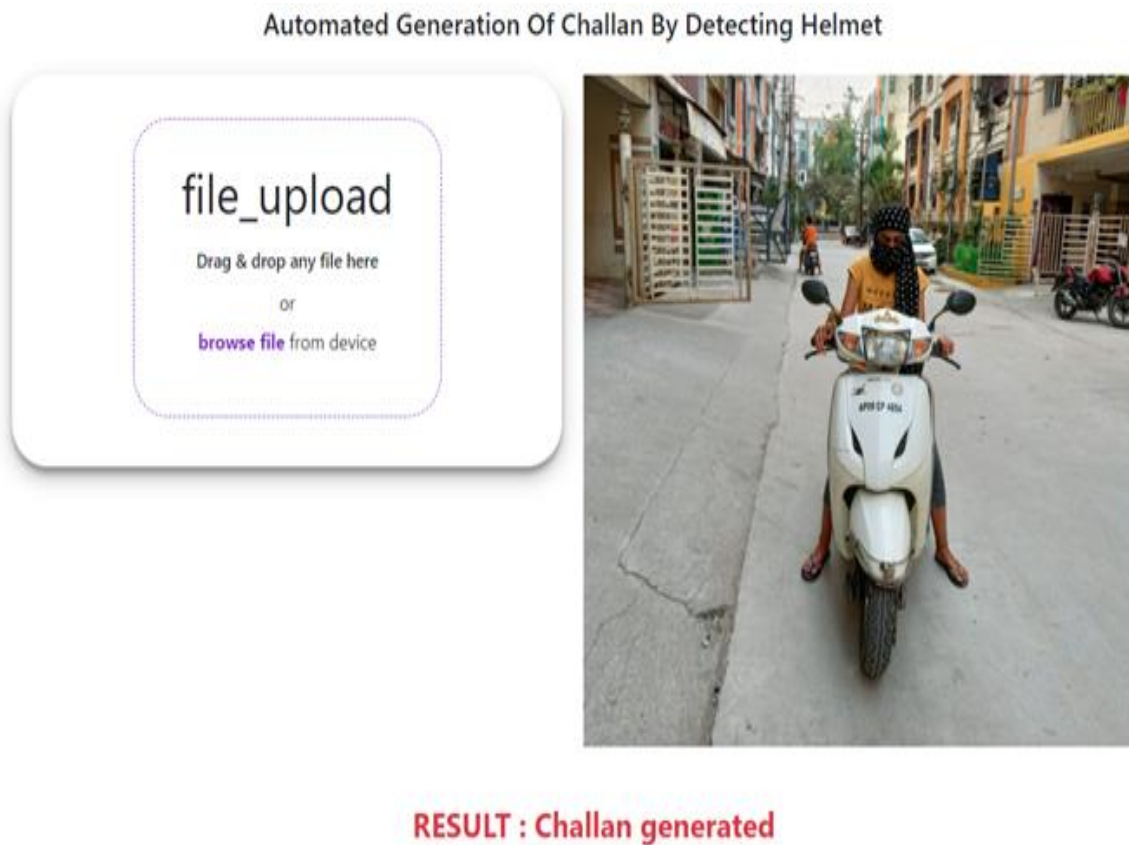 Automated Generation Of Challan By Detecting Helmet
file_upload
Drag & drop any file here
or
browse file from device
RESULT : Challan generated